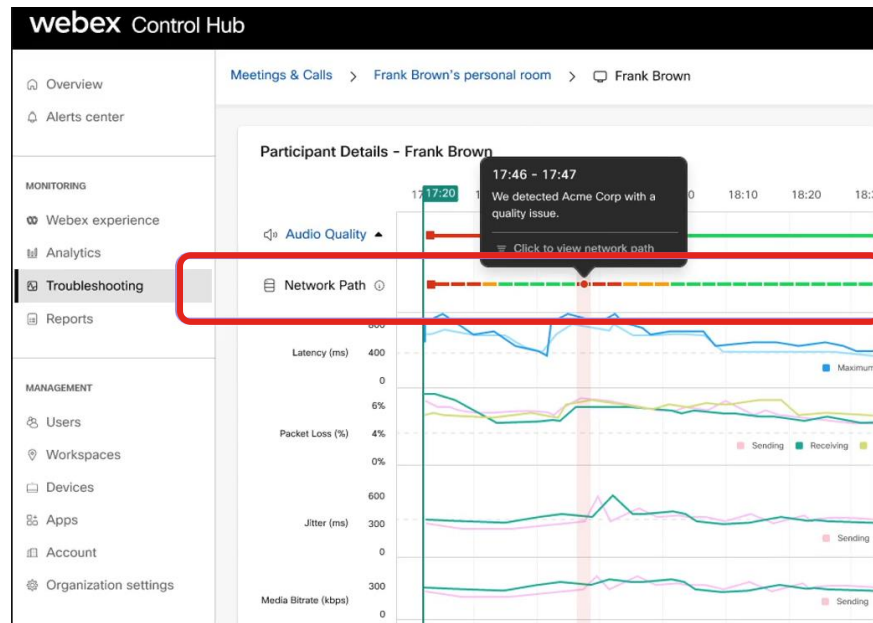 webex Control Hub
Overview
Alerts center
MONITORING
Webex experience
Analytics
Troubleshooting
Reports
MANAGEMENT
Users
Workspaces
Devices
Apps
Account
Organization settings
Meetings & Calls > Frank Brown's personal room > Frank Brown
Participant Details - Frank Brown
17:46 - 17:47
We detected Acme Corp with a
quality issue.
Click to view network path
17:20 18:10 18:20
Audio Quality
Network Path
Latency (ms)
800
400
0
Maximum
Packet Loss (%)
6%
4%
0%
Sending Receiving
Jitter (ms)
600
300
0
Sending
Media Bitrate (kbps)
300
0
Sending